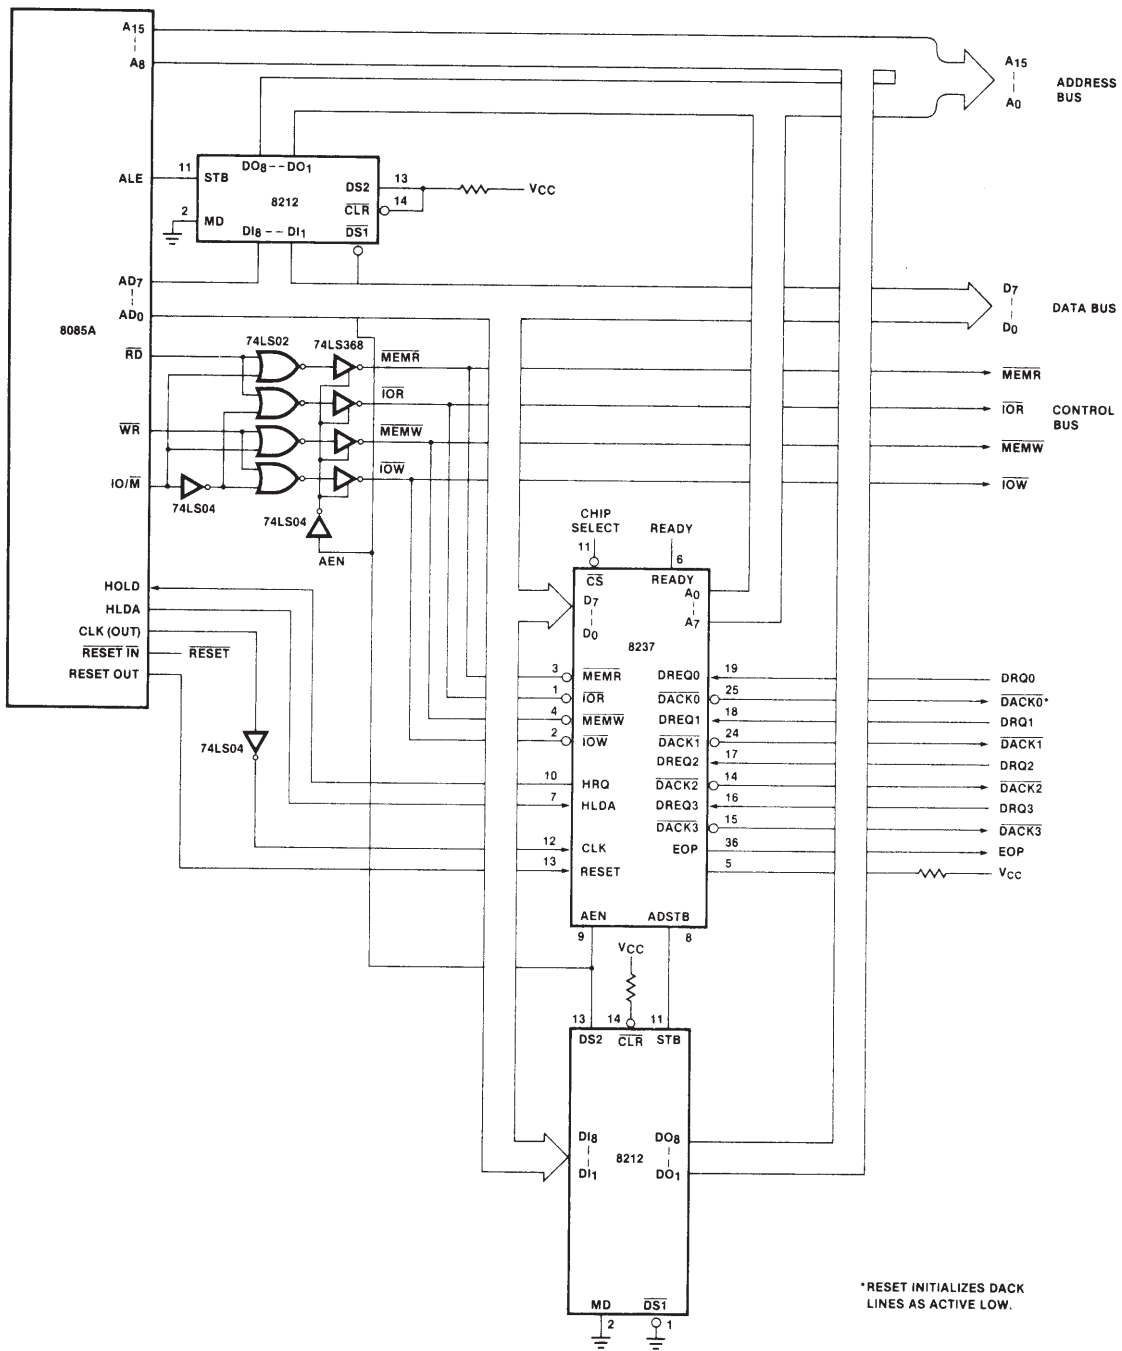 A15
A8
A15
A0
ADDRESS
BUS
DO8 -- DO1
ALE
11
STB
DS2
13
VCC
8212
CLR
14
2
MD
DI8 -- DI1
DS1
AD7
AD0
8085A
D7
D0
DATA BUS
74LS02
74LS368
RD
MEMR
MEMR
IOR
IOR
CONTROL
BUS
WR
MEMW
MEMW
IO/M
IOW
IOW
74LS04
74LS04
AEN
CHIP
SELECT
READY
11
6
HOLD
HLDA
CLK (OUT)
RESET IN
RESET
RESET OUT
CS
READY
D7
D0
A0
A7
8237
3
MEMR
DREQ0
19
DRQ0
1
IOR
DACK0
25
DACK0*
4
MEMW
DREQ1
18
DRQ1
2
IOW
DACK1
24
DACK1
DREQ2
17
DRQ2
10
HRQ
DACK2
14
DACK2
7
HLDA
DREQ3
16
DRQ3
DACK3
15
DACK3
12
CLK
EOP
36
EOP
13
RESET
5
VCC
74LS04
AEN
ADSTB
9
8
VCC
13
14
11
DS2
CLR
STB
DI8
DI1
8212
DO8
DO1
MD
DS1
2
1
*RESET INITIALIZES DACK
LINES AS ACTIVE LOW.